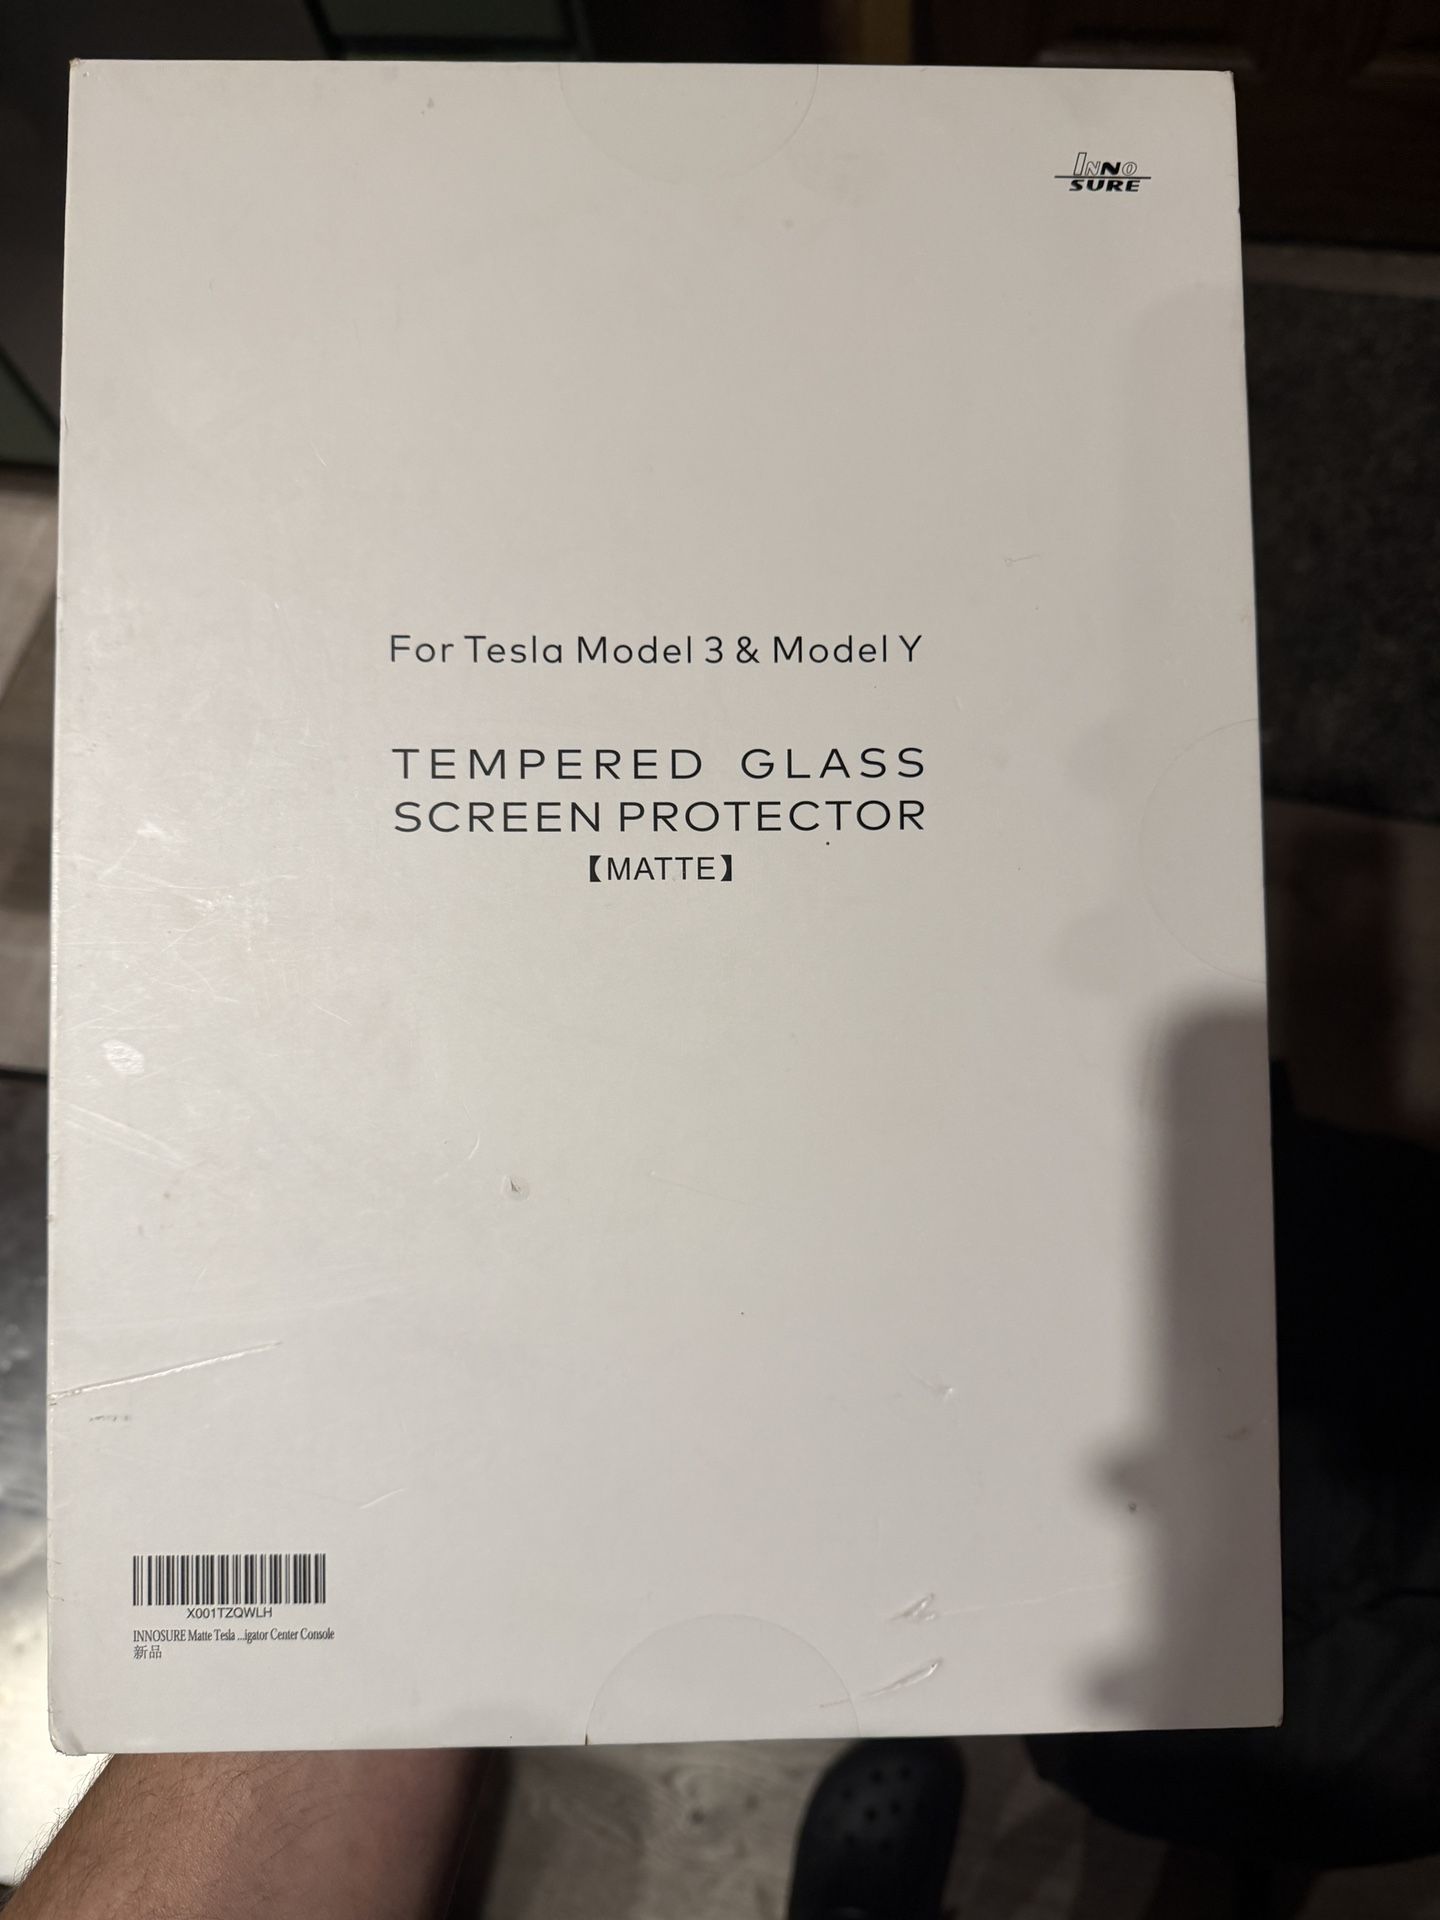 INNO
SURE
For Tesla Model 3 & Model Y
TEMPERED GLASS
SCREEN PROTECTOR
【MATTE】
X001TZQWLH
INNOSURE Matte Tesla ...igator Center Console
新品